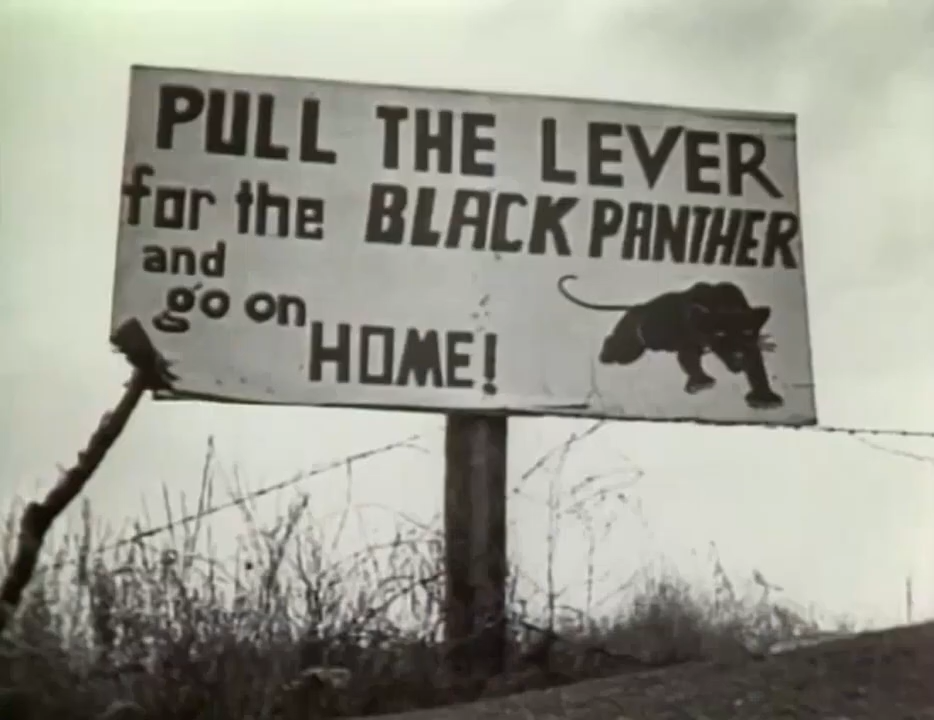 PULL THE LEVER
for the BLACK PANTHER
and
go on
HOME!